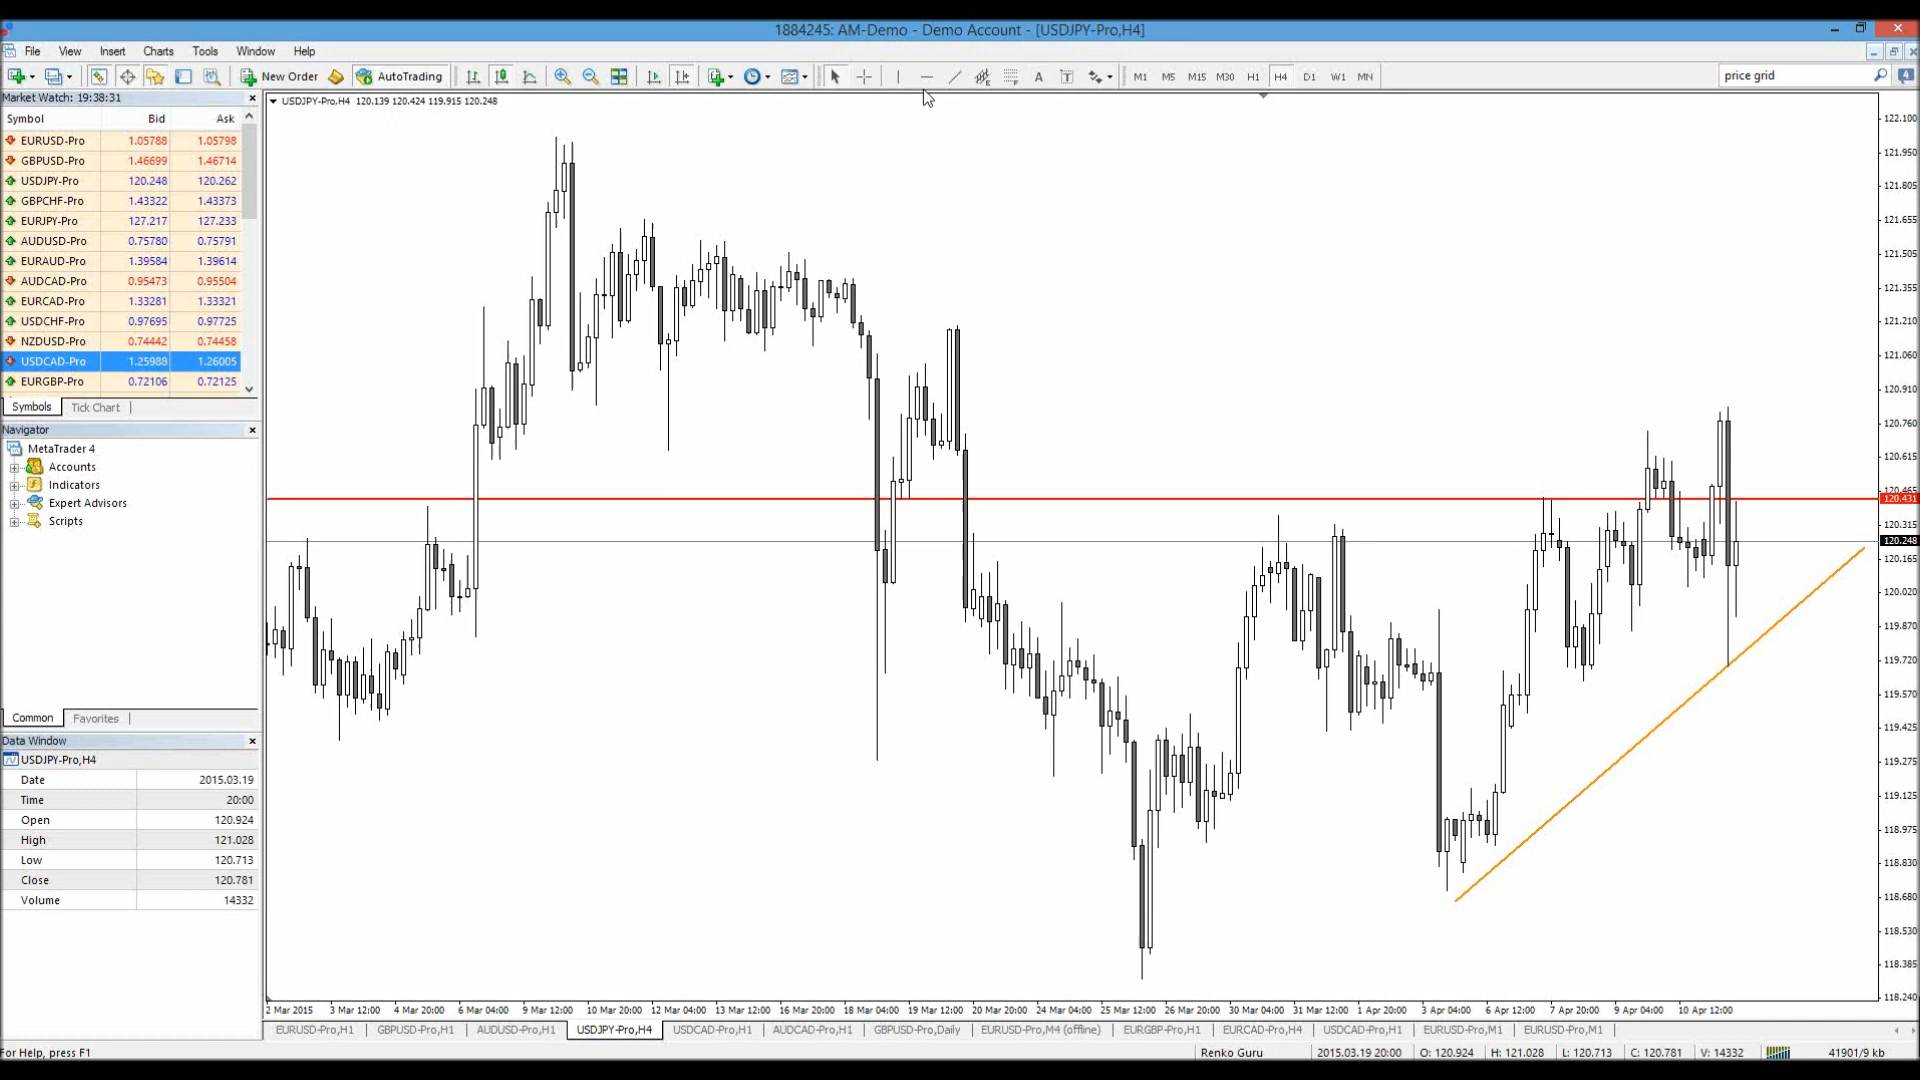 1884245: AM-Demo - Demo Account - [USDJPY-Pro,H4]
File View Insert Charts Tools Window Help
New Order AutoTrading A T M1 M5 M15 M30 H1 H4 D1 W1 MN price grid 4
Market Watch: 19:38:31
Symbol Bid Ask
EURUSD-Pro 1.05788 1.05798
GBPUSD-Pro 1.46699 1.46714
USDJPY-Pro 120.248 120.262
GBPCHF-Pro 1.43322 1.43373
EURJPY-Pro 127.217 127.233
AUDUSD-Pro 0.75780 0.75791
EURAUD-Pro 1.39584 1.39614
AUDCAD-Pro 0.95473 0.95504
EURCAD-Pro 1.33281 1.33321
USDCHF-Pro 0.97695 0.97725
NZDUSD-Pro 0.74442 0.74458
USDCAD-Pro 1.25988 1.26005
EURGBP-Pro 0.72106 0.72125
Symbols Tick Chart
Navigator
MetaTrader 4
Accounts
Indicators
Expert Advisors
Scripts
Common Favorites
Data Window
USDJPY-Pro,H4
Date 2015.03.19
Time 20:00
Open 120.924
High 121.028
Low 120.713
Close 120.781
Volume 14332
USDJPY-Pro,H4 120.139 120.424 119.915 120.248
122.100
121.950
121.805
121.655
121.505
121.355
121.210
121.060
120.910
120.760
120.615
120.465
120.431
120.315
120.248
120.165
120.020
119.870
119.720
119.570
119.425
119.275
119.125
118.975
118.830
118.680
118.530
118.385
118.240
2 Mar 2015 3 Mar 12:00 4 Mar 20:00 6 Mar 04:00 9 Mar 12:00 10 Mar 20:00 12 Mar 04:00 13 Mar 12:00 16 Mar 20:00 18 Mar 04:00 19 Mar 12:00 20 Mar 20:00 24 Mar 04:00 25 Mar 12:00 26 Mar 20:00 30 Mar 04:00 31 Mar 12:00 1 Apr 20:00 3 Apr 04:00 6 Apr 12:00 7 Apr 20:00 9 Apr 04:00 10 Apr 12:00
EURUSD-Pro,H1 GBPUSD-Pro,H1 AUDUSD-Pro,H1 USDJPY-Pro,H4 USDCAD-Pro,H1 AUDCAD-Pro,H1 GBPUSD-Pro,Daily EURUSD-Pro,M4 (offline) EURGBP-Pro,H1 EURCAD-Pro,H4 USDCAD-Pro,H1 EURUSD-Pro,M1 EURUSD-Pro,M1
For Help, press F1 Renko Guru 2015.03.19 20:00 O: 120.924 H: 121.028 L: 120.713 C: 120.781 V: 14332 41901/9 kb